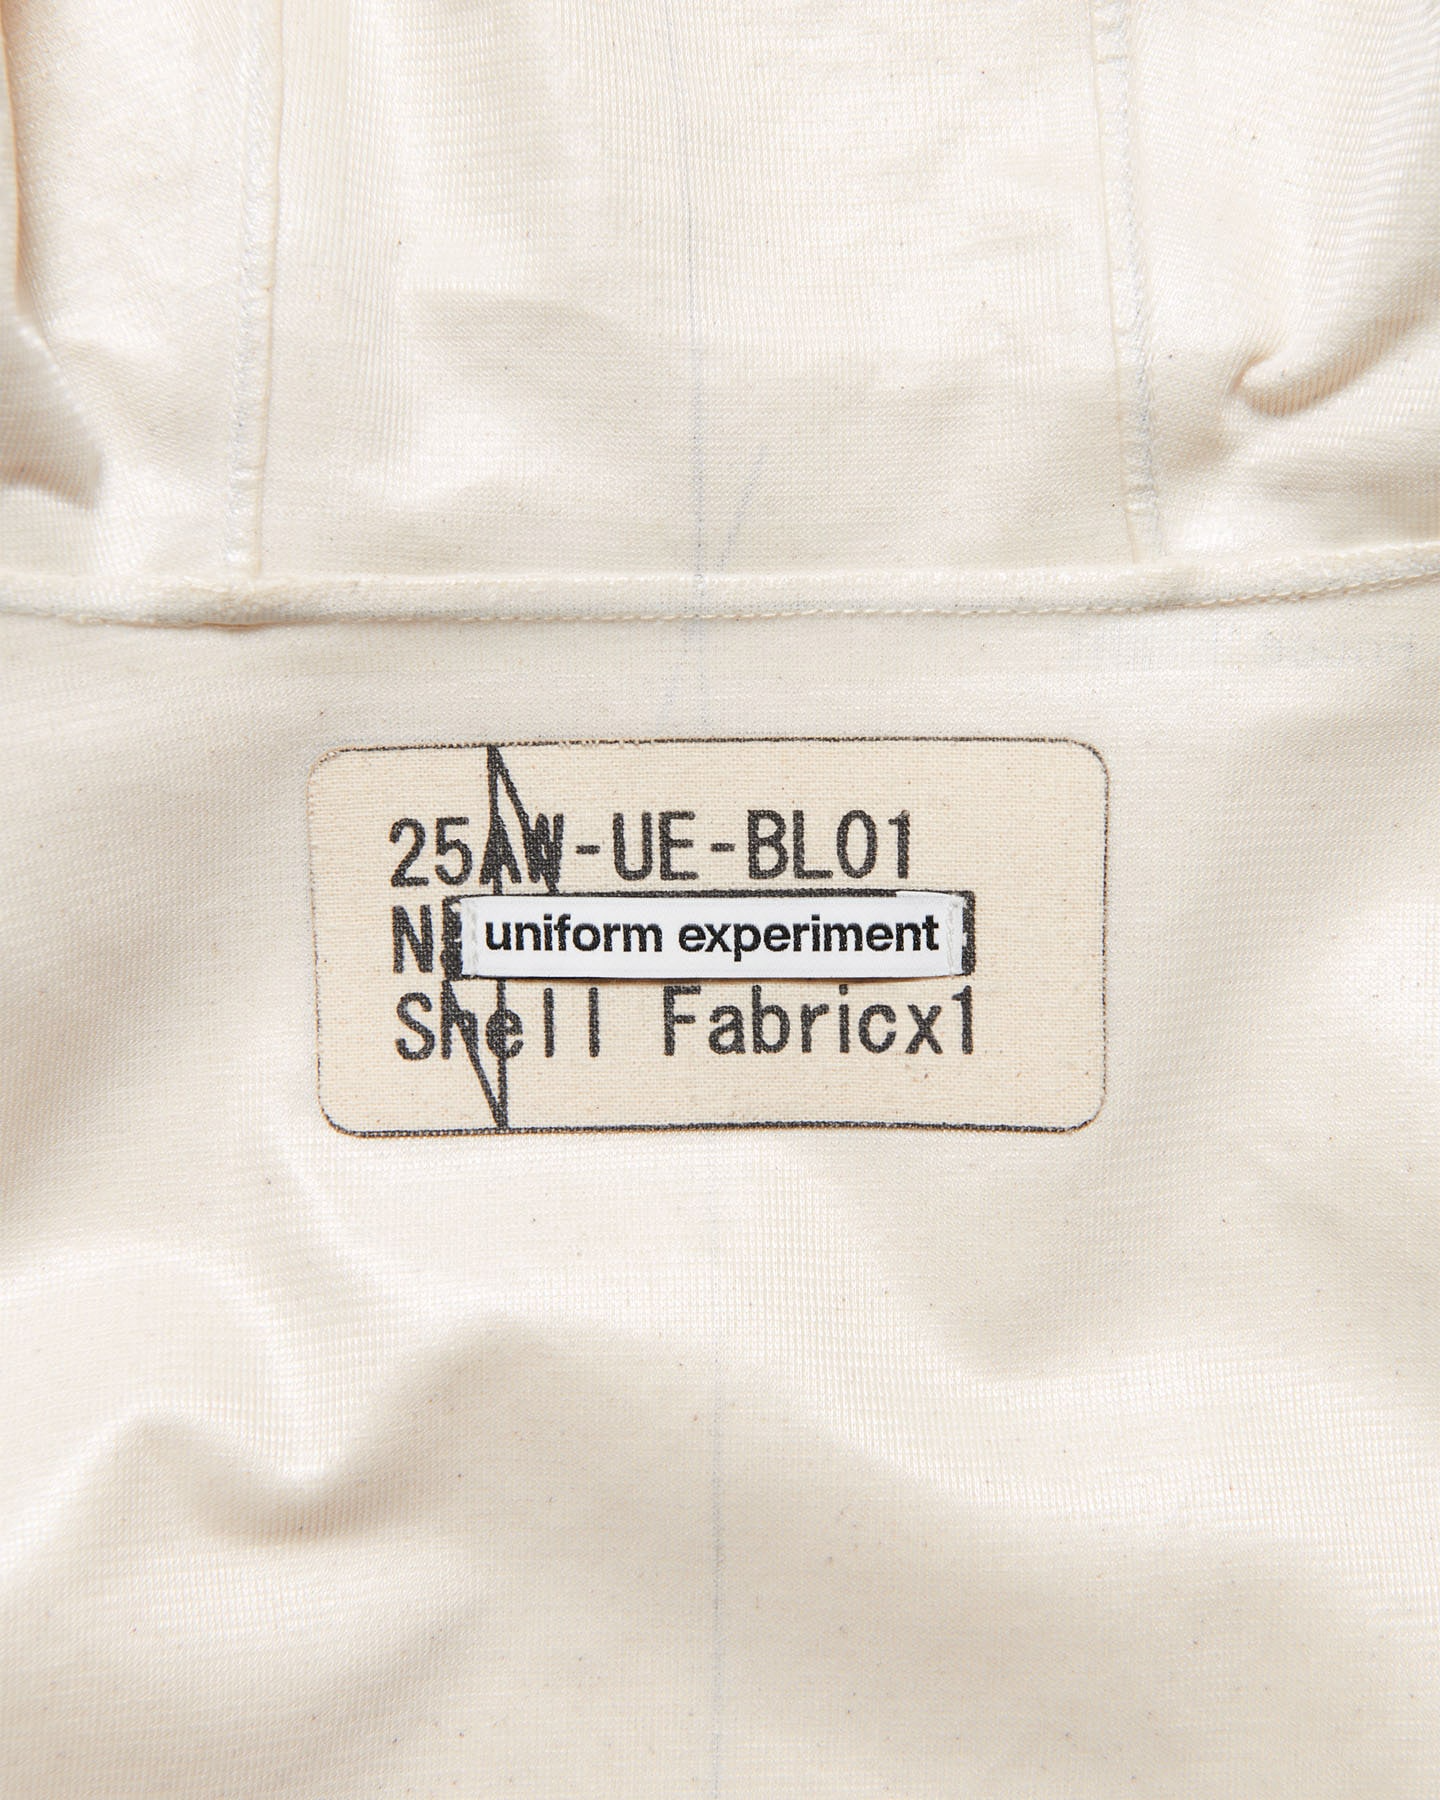 25AW-UE-BL01
uniform experiment
Shell Fabricx1